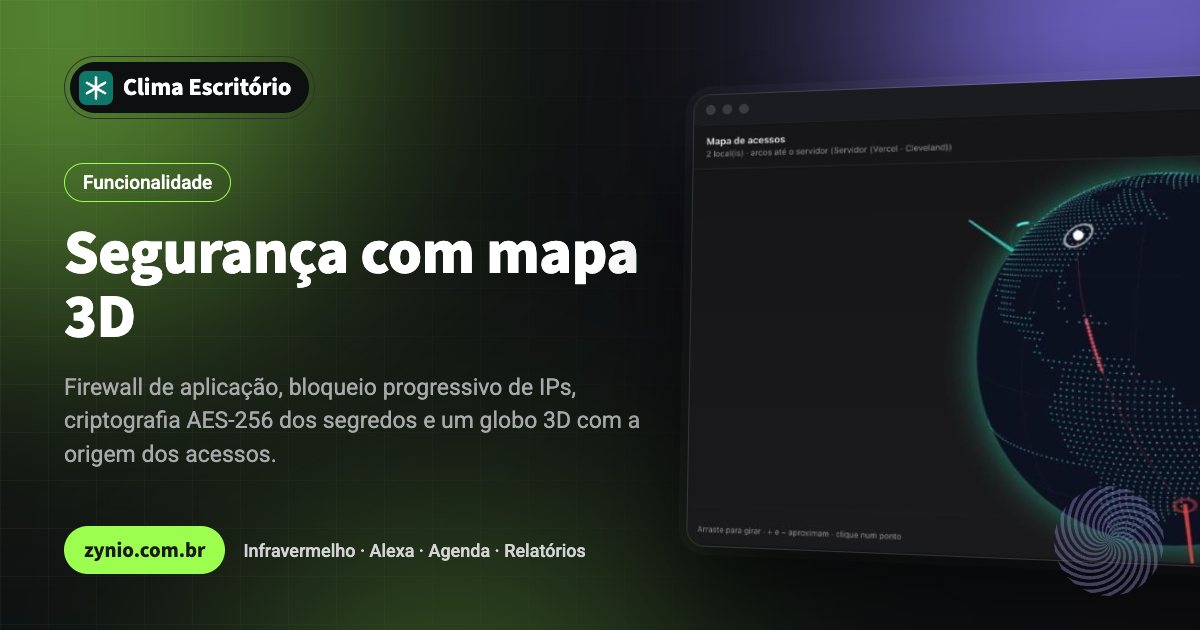 Clima Escritório
Funcionalidade
Segurança com mapa
3D
Firewall de aplicação, bloqueio progressivo de IPs,
criptografia AES-256 dos segredos e um globo 3D com a
origem dos acessos.
zynio.com.br
Infravermelho · Alexa · Agenda · Relatórios
Mapa de acessos
2 local(is) · arcos até o servidor (Servidor (Vercel · Cleveland))
Arraste para girar · + e − aproximam · clique num ponto